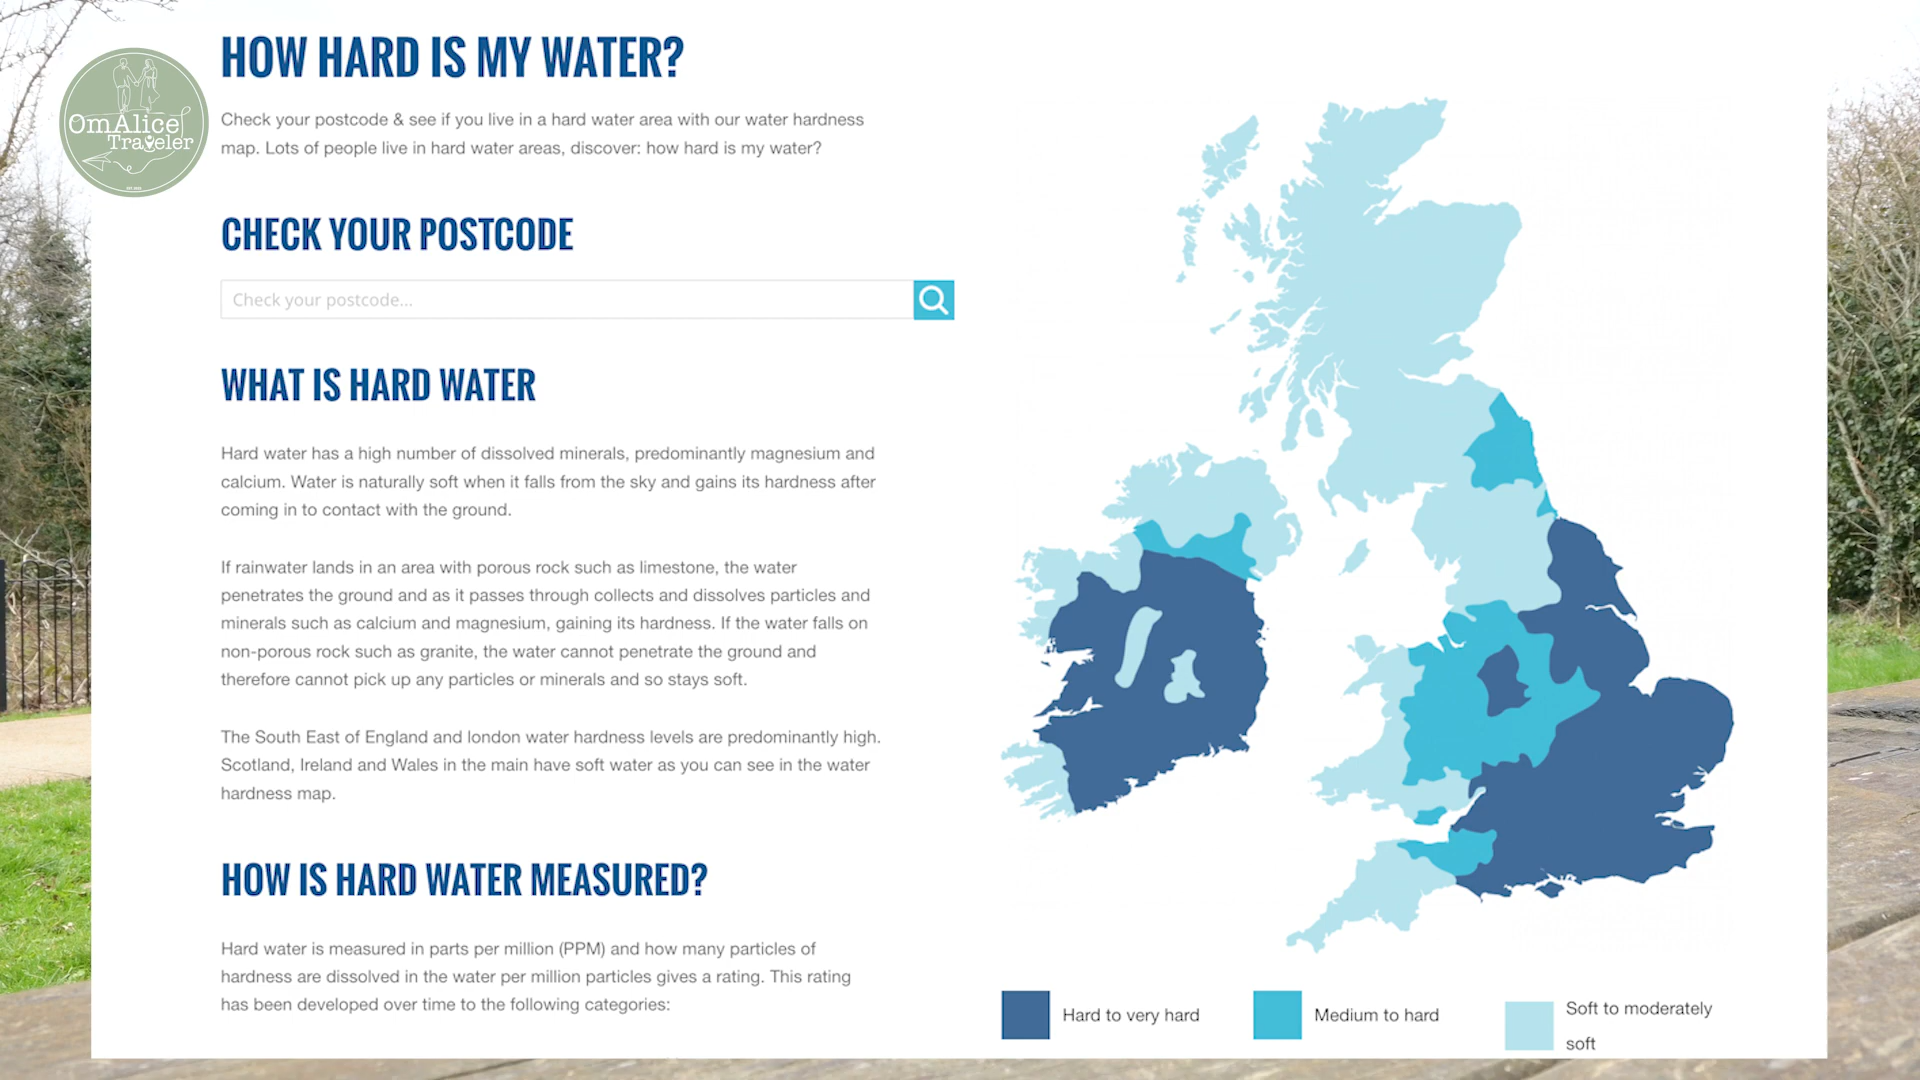 HOW HARD IS MY WATER?
Check your postcode & see if you live in a hard water area with our water hardness
map. Lots of people live in hard water areas, discover: how hard is my water?
OmAlice
Traveler
CHECK YOUR POSTCODE
Check your postcode...
WHAT IS HARD WATER
Hard water has a high number of dissolved minerals, predominantly magnesium and
calcium. Water is naturally soft when it falls from the sky and gains its hardness after
coming in to contact with the ground.
If rainwater lands in an area with porous rock such as limestone, the water
penetrates the ground and as it passes through collects and dissolves particles and
minerals such as calcium and magnesium, gaining its hardness. If the water falls on
non-porous rock such as granite, the water cannot penetrate the ground and
therefore cannot pick up any particles or minerals and so stays soft.
The South East of England and london water hardness levels are predominantly high.
Scotland, Ireland and Wales in the main have soft water as you can see in the water
hardness map.
HOW IS HARD WATER MEASURED?
Hard water is measured in parts per million (PPM) and how many particles of
hardness are dissolved in the water per million particles gives a rating. This rating
has been developed over time to the following categories:
Hard to very hard
Medium to hard
Soft to moderately
soft